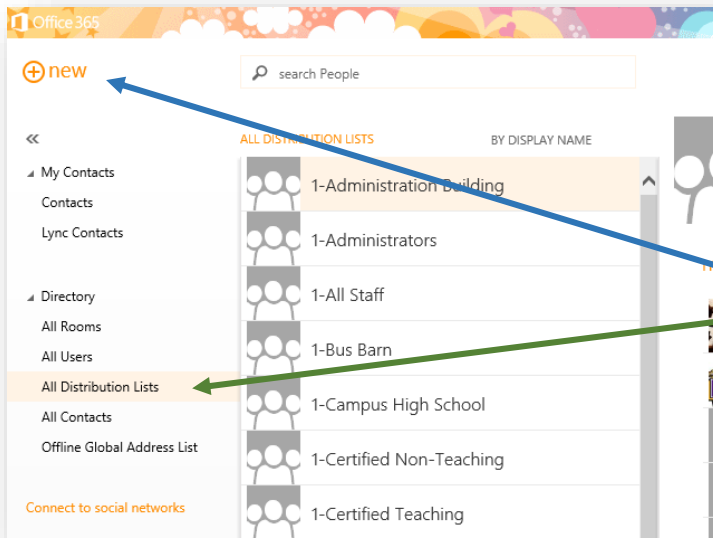 Office 365
new
search People
ALL DISTRIBUTION LISTS BY DISPLAY NAME
My Contacts
Contacts
Lync Contacts
Directory
All Rooms
All Users
All Distribution Lists
All Contacts
Offline Global Address List
Connect to social networks
1-Administration Building
1-Administrators
1-All Staff
1-Bus Barn
1-Campus High School
1-Certified Non-Teaching
1-Certified Teaching